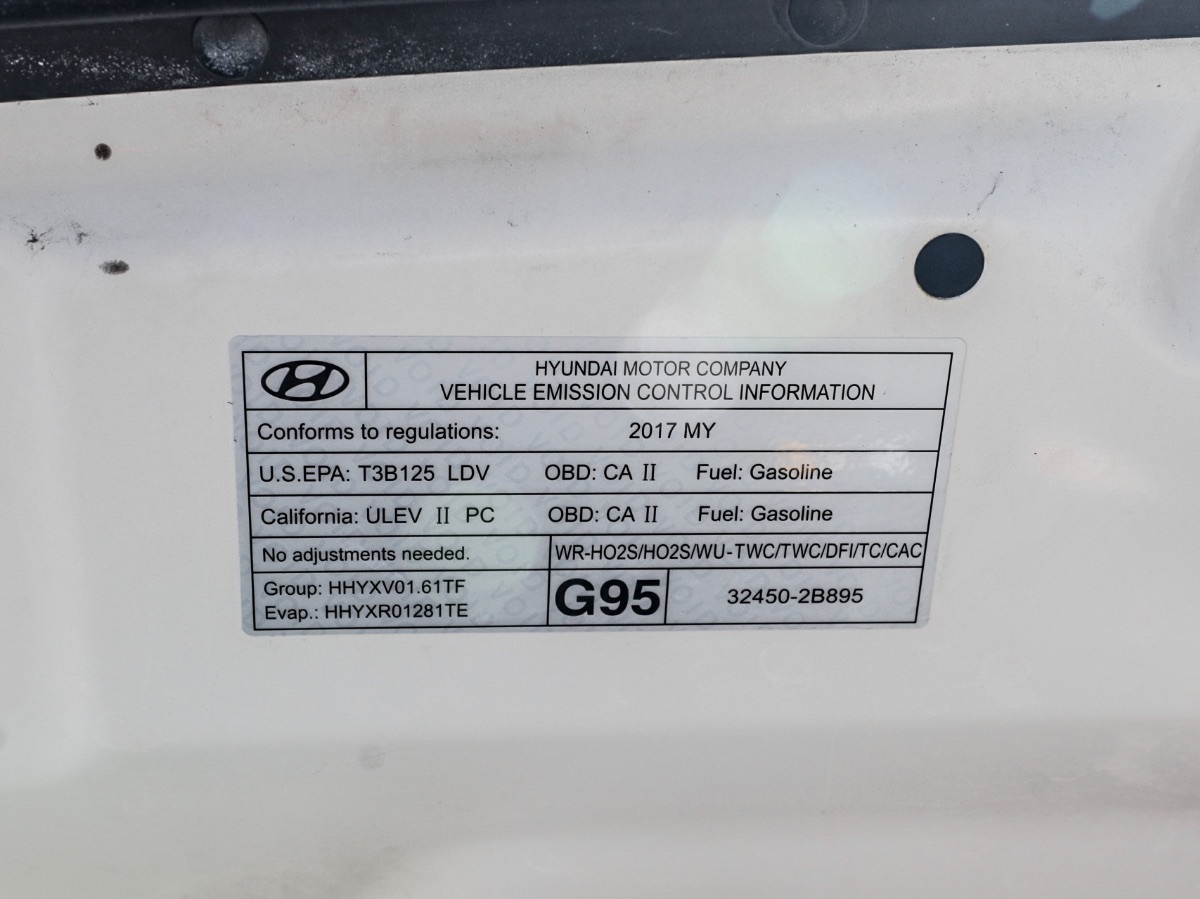 HYUNDAI MOTOR COMPANY
VEHICLE EMISSION CONTROL INFORMATION
Conforms to regulations: 2017 MY
U.S.EPA: T3B125 LDV OBD: CA II Fuel: Gasoline
California: ULEV II PC OBD: CA II Fuel: Gasoline
No adjustments needed. WR-HO2S/HO2S/WU-TWC/TWC/DFI/TC/CAC
Group: HHYXV01.61TF
Evap.: HHYXR01281TE
G95
32450-2B895